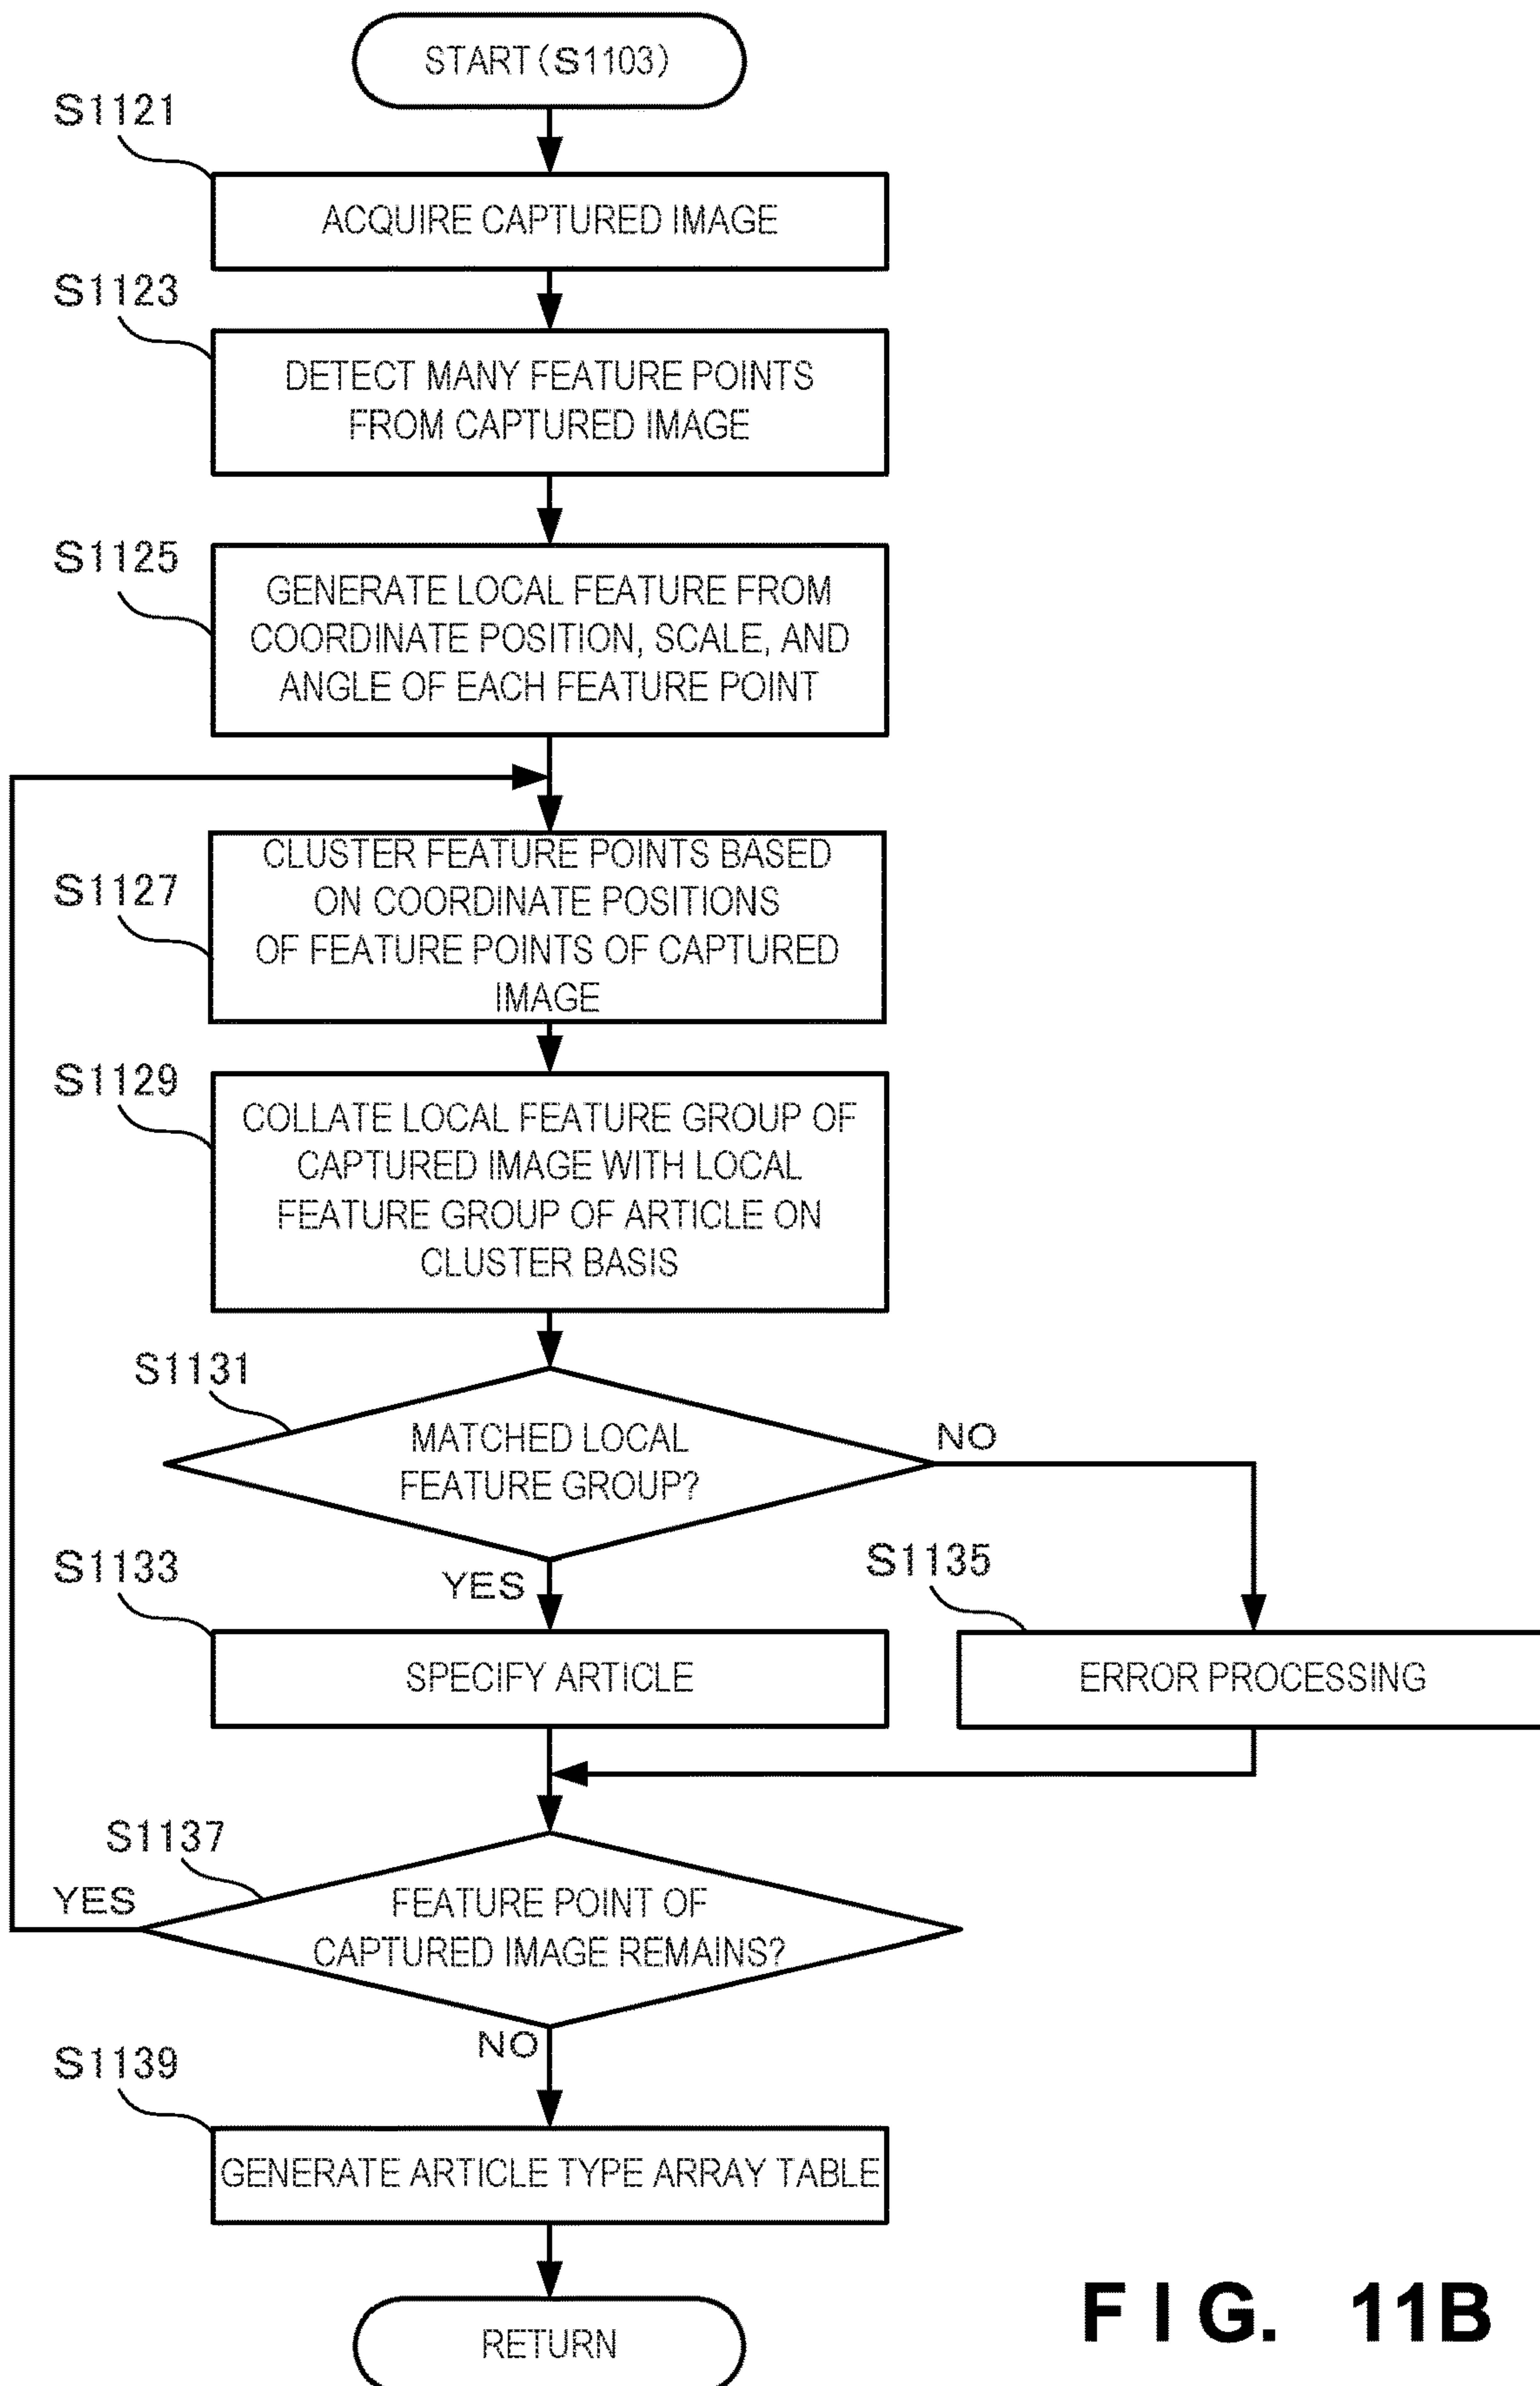 START(S1103)
S1121
ACQUIRE CAPTURED IMAGE
S1123
DETECT MANY FEATURE POINTS
FROM CAPTURED IMAGE
S1125
GENERATE LOCAL FEATURE FROM
COORDINATE POSITION, SCALE, AND
ANGLE OF EACH FEATURE POINT
S1127
CLUSTER FEATURE POINTS BASED
ON COORDINATE POSITIONS
OF FEATURE POINTS OF CAPTURED
IMAGE
S1129
COLLATE LOCAL FEATURE GROUP OF
CAPTURED IMAGE WITH LOCAL
FEATURE GROUP OF ARTICLE ON
CLUSTER BASIS
S1131
MATCHED LOCAL
FEATURE GROUP?
NO
YES
S1133
SPECIFY ARTICLE
S1135
ERROR PROCESSING
S1137
FEATURE POINT OF
CAPTURED IMAGE REMAINS?
YES
NO
S1139
GENERATE ARTICLE TYPE ARRAY TABLE
RETURN
FIG. 11B